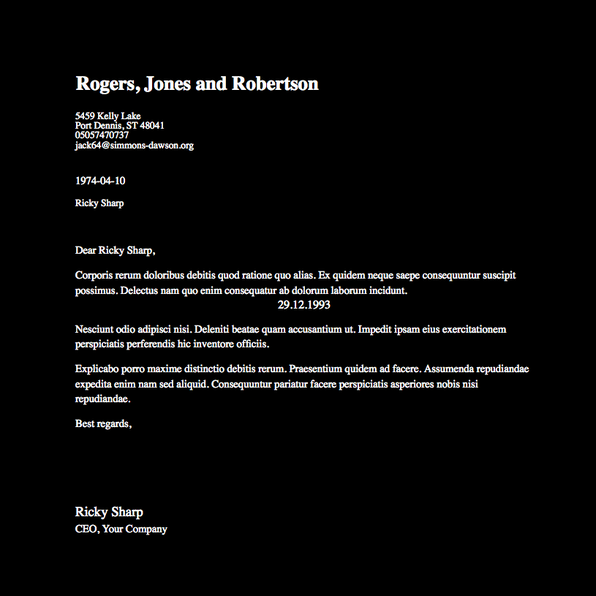 Rogers, Jones and Robertson
5459 Kelly Lake
Port Dennis, ST 48041
05057470737
jack64@simmons-dawson.org
1974-04-10
Ricky Sharp
Dear Ricky Sharp,
Corporis rerum doloribus debitis quod ratione quo alias. Ex quidem neque saepe consequuntur suscipit
possimus. Delectus nam quo enim consequatur ab dolorum laborum incidunt.
29.12.1993
Nesciunt odio adipisci nisi. Deleniti beatae quam accusantium ut. Impedit ipsam eius exercitationem
perspiciatis perferendis hic inventore officiis.
Explicabo porro maxime distinctio debitis rerum. Praesentium quidem ad facere. Assumenda repudiandae
expedita enim nam sed aliquid. Consequuntur pariatur facere perspiciatis asperiores nobis nisi
repudiandae.
Best regards,
Ricky Sharp
CEO, Your Company